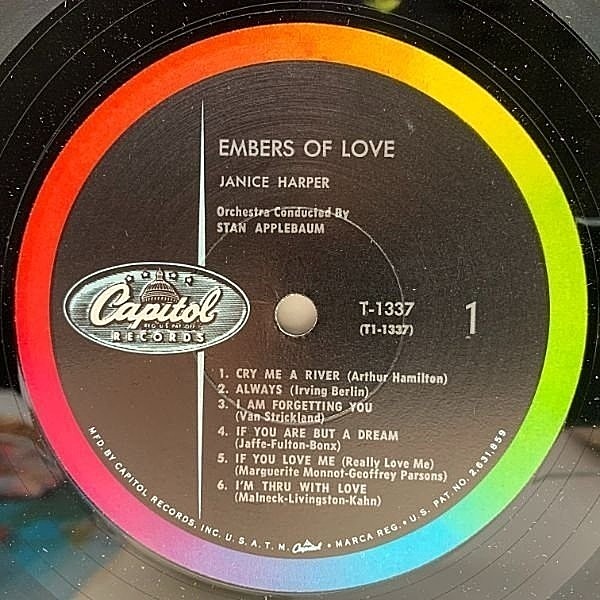 EMBERS OF LOVE
JANICE HARPER
Orchestra Conducted By
STAN APPLEBAUM
Capitol
REG. U.S. PAT. OFF.
RECORDS
T-1337
(T1-1337)
1
1. CRY ME A RIVER (Arthur Hamilton)
2. ALWAYS (Irving Berlin)
3. I AM FORGETTING YOU
(Van Strickland)
4. IF YOU ARE BUT A DREAM
(Jaffe-Fulton-Bonx)
5. IF YOU LOVE ME (Really Love Me)
(Marguerite Monnot-Geoffrey Parsons)
6. I'M THRU WITH LOVE
(Malneck-Livingston-Kahn)
MFD. BY CAPITOL RECORDS, INC. U.S.A. T.M. Capitol • MARCA REG. • U.S. PAT. NO. 2,631,859